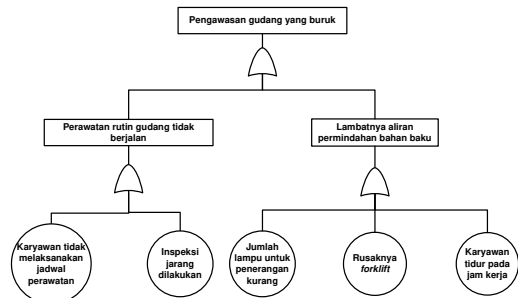 Pengawasan gudang yang buruk
Perawatan rutin gudang tidak
berjalan
Lambatnya aliran
permindahan bahan baku
Karyawan tidak
melaksanakan
jadwal
perawatan
Inspeksi
jarang
dilakukan
Jumlah
lampu untuk
penerangan
kurang
Rusaknya
forklift
Karyawan
tidur pada
jam kerja